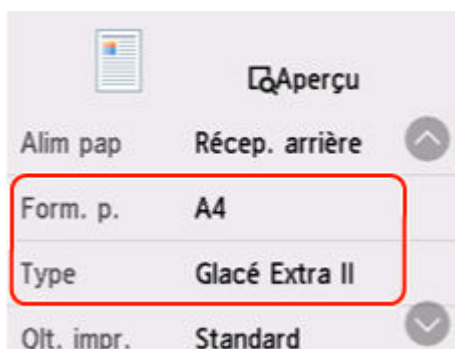 Aperçu
Alim pap Récep. arrière
Form. p. A4
Type Glacé Extra II
Qlt. impr. Standard